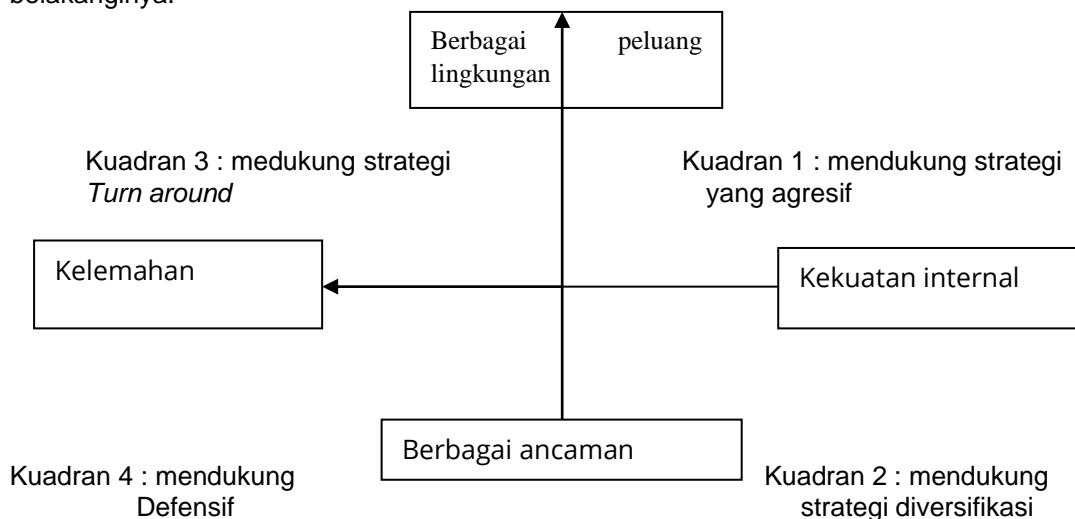 belakanginya.
Berbagai peluang
lingkungan
Kuadran 3 : medukung strategi
Turn around
Kuadran 1 : mendukung strategi
yang agresif
Kelemahan
Kekuatan internal
Berbagai ancaman
Kuadran 4 : mendukung
Defensif
Kuadran 2 : mendukung
strategi diversifikasi